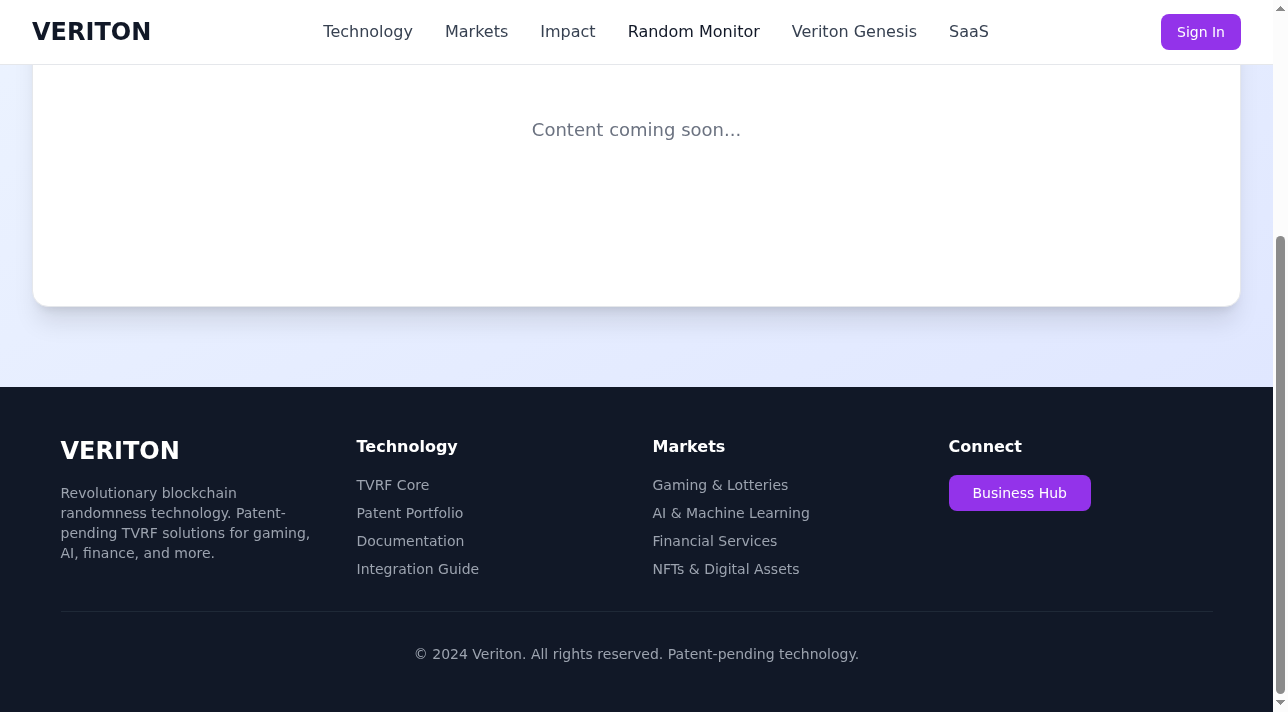 VERITON
Technology
Markets
Impact
Random Monitor
Veriton Genesis
SaaS
Sign In
Content coming soon...
VERITON
Revolutionary blockchain
randomness technology. Patent-
pending TVRF solutions for gaming,
AI, finance, and more.
Technology
TVRF Core
Patent Portfolio
Documentation
Integration Guide
Markets
Gaming & Lotteries
AI & Machine Learning
Financial Services
NFTs & Digital Assets
Connect
Business Hub
© 2024 Veriton. All rights reserved. Patent-pending technology.